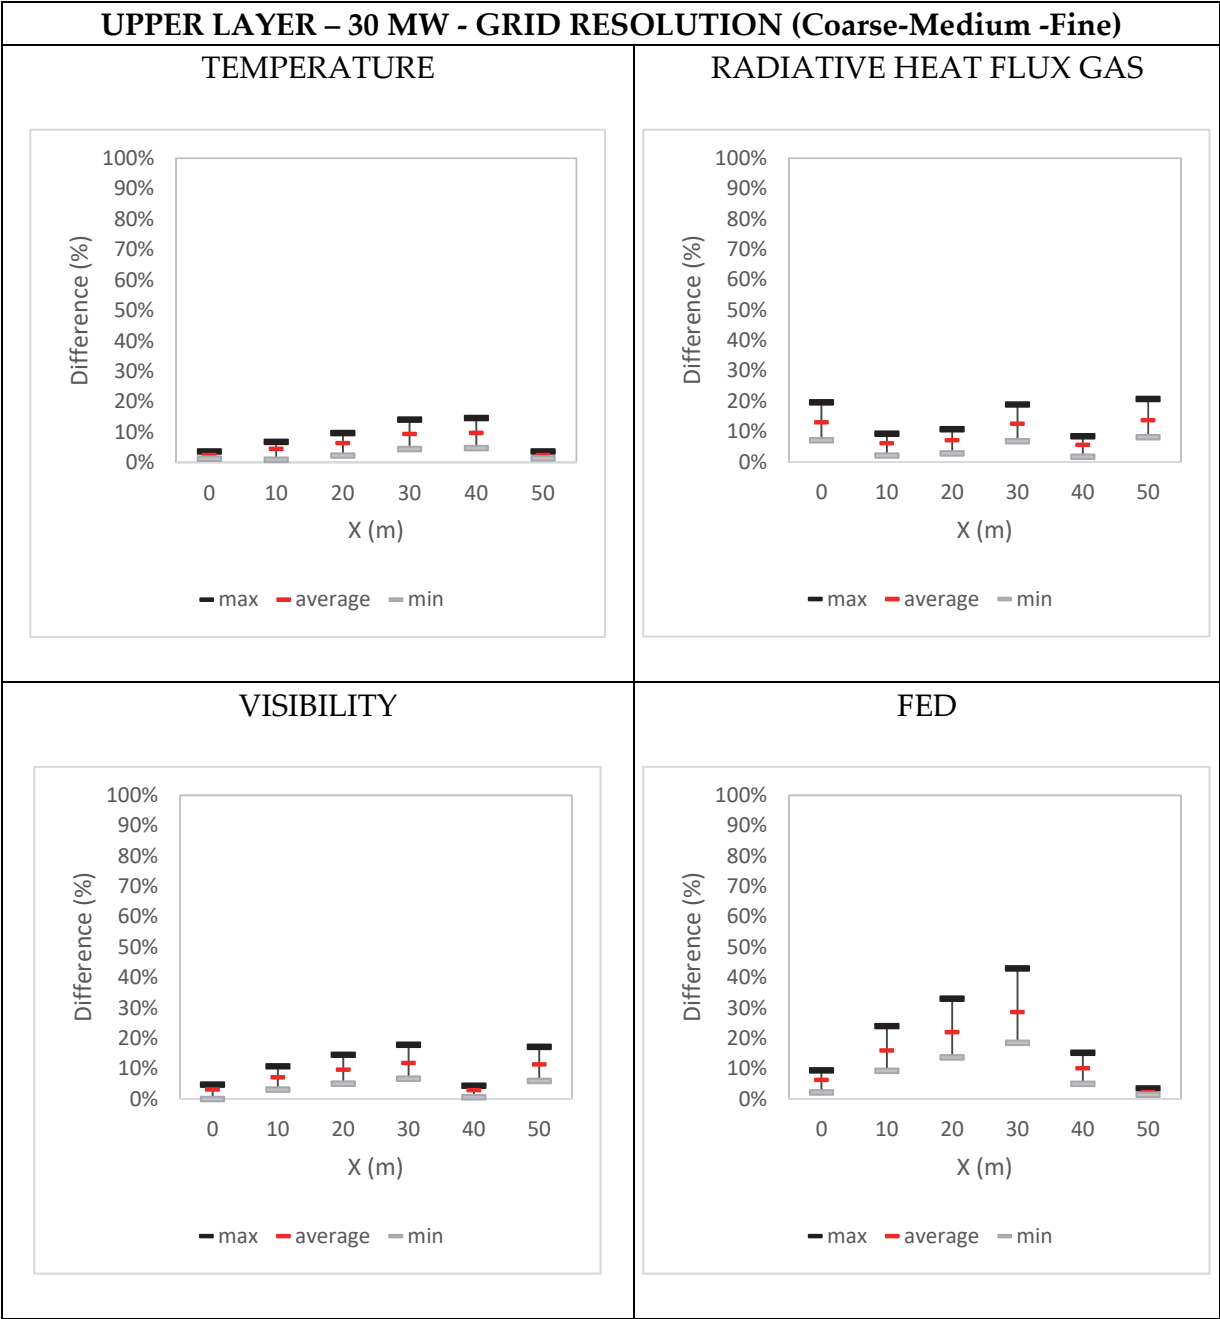 UPPER LAYER – 30 MW - GRID RESOLUTION (Coarse-Medium -Fine)
TEMPERATURE
100%
90%
80%
70%
60%
50%
40%
30%
20%
10%
0%
Difference (%)
0 10 20 30 40 50
X (m)
max average min
RADIATIVE HEAT FLUX GAS
100%
90%
80%
70%
60%
50%
40%
30%
20%
10%
0%
Difference (%)
0 10 20 30 40 50
X (m)
max average min
VISIBILITY
100%
90%
80%
70%
60%
50%
40%
30%
20%
10%
0%
Difference (%)
0 10 20 30 40 50
X (m)
max average min
FED
100%
90%
80%
70%
60%
50%
40%
30%
20%
10%
0%
Difference (%)
0 10 20 30 40 50
X (m)
max average min